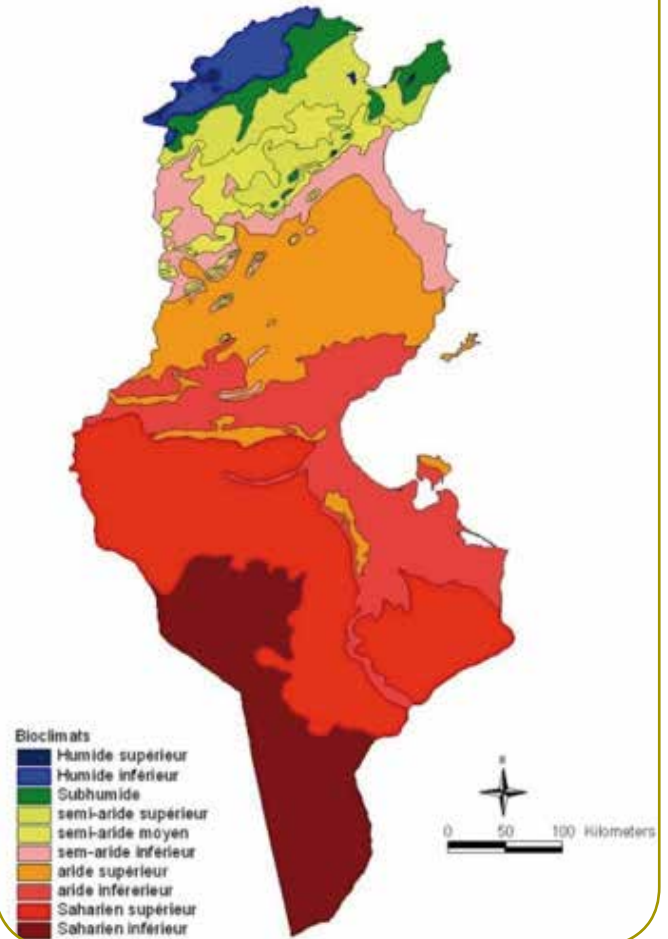 Bioclimats
Humide supérieur
Humide inférieur
Subhumide
semi-aride supérieur
semi-aride moyen
sem-aride inférieur
aride supérieur
aride inférerieur
Saharien supérieur
Saharien inférieur
N
0 50 100 Kilometers